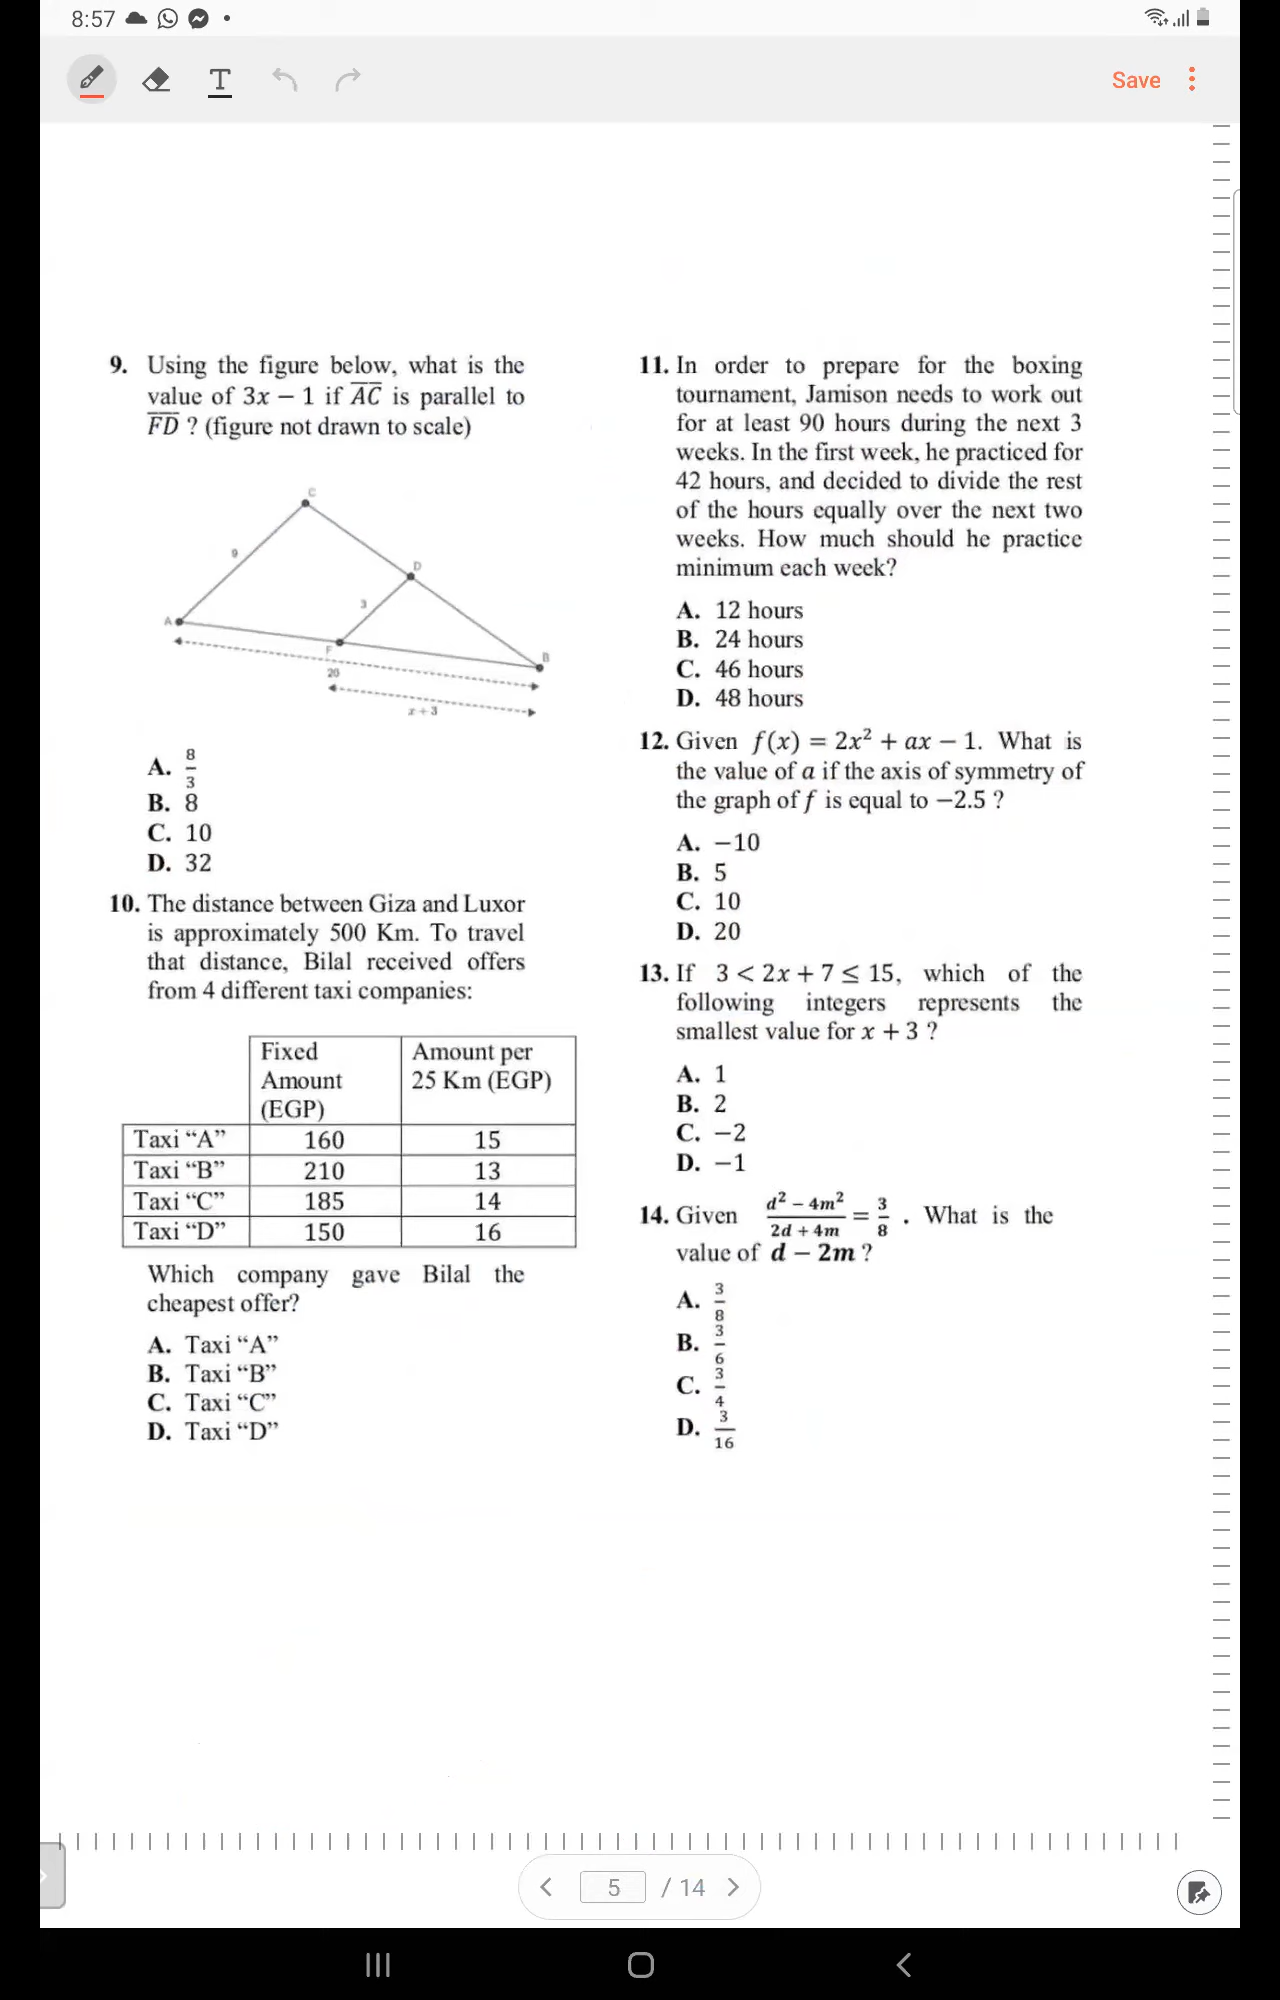 8:57
Save
9. Using the figure below, what is the
value of 3x − 1 if A̅C̅ is parallel to
F̅D̅ ? (figure not drawn to scale)
C
9
D
3
A
F
B
20
x + 3
A. 8/3
B. 8
C. 10
D. 32
10. The distance between Giza and Luxor
is approximately 500 Km. To travel
that distance, Bilal received offers
from 4 different taxi companies:
Fixed Amount per
Amount 25 Km (EGP)
(EGP)
Taxi “A” 160 15
Taxi “B” 210 13
Taxi “C” 185 14
Taxi “D” 150 16
Which company gave Bilal the
cheapest offer?
A. Taxi “A”
B. Taxi “B”
C. Taxi “C”
D. Taxi “D”
11. In order to prepare for the boxing
tournament, Jamison needs to work out
for at least 90 hours during the next 3
weeks. In the first week, he practiced for
42 hours, and decided to divide the rest
of the hours equally over the next two
weeks. How much should he practice
minimum each week?
A. 12 hours
B. 24 hours
C. 46 hours
D. 48 hours
12. Given f(x) = 2x² + ax − 1. What is
the value of a if the axis of symmetry of
the graph of f is equal to −2.5 ?
A. −10
B. 5
C. 10
D. 20
13. If 3 < 2x + 7 ≤ 15, which of the
following integers represents the
smallest value for x + 3 ?
A. 1
B. 2
C. −2
D. −1
14. Given (d² − 4m²)/(2d + 4m) = 3/8 . What is the
value of d − 2m ?
A. 3/8
B. 3/6
C. 3/4
D. 3/16
5 / 14